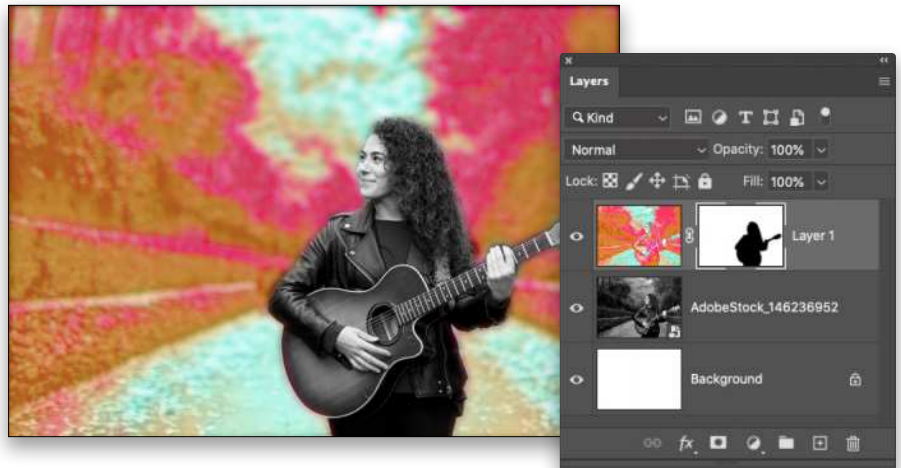 Layers
Kind
Normal Opacity: 100%
Lock: Fill: 100%
Layer 1
AdobeStock_146236952
Background
fx